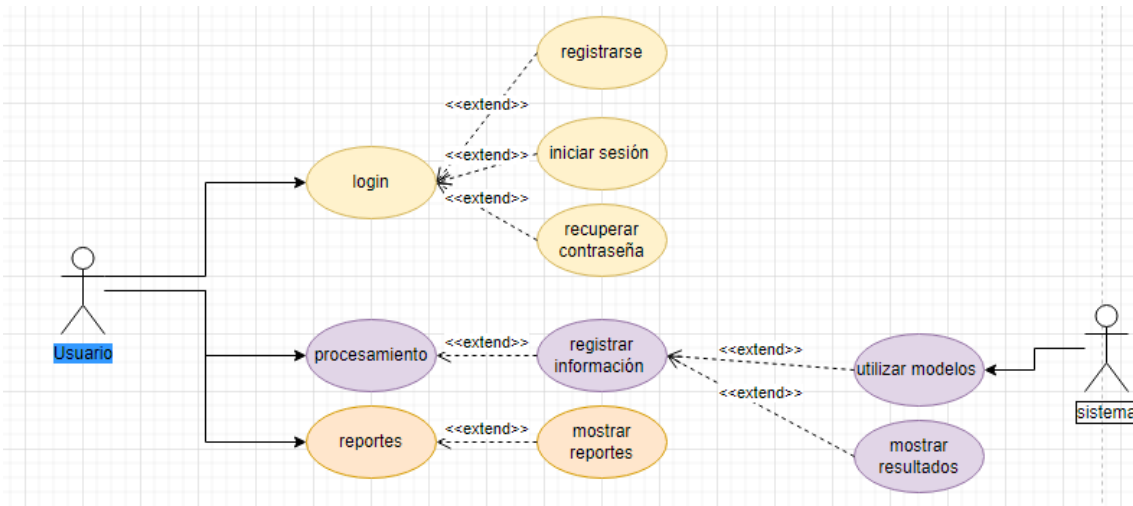 registrarse
<<extend>>
<<extend>>
iniciar sesión
login
<<extend>>
recuperar
contraseña
Usuario
procesamiento
<<extend>>
registrar
información
<<extend>>
utilizar modelos
<<extend>>
sistema
reportes
<<extend>>
mostrar
reportes
mostrar
resultados